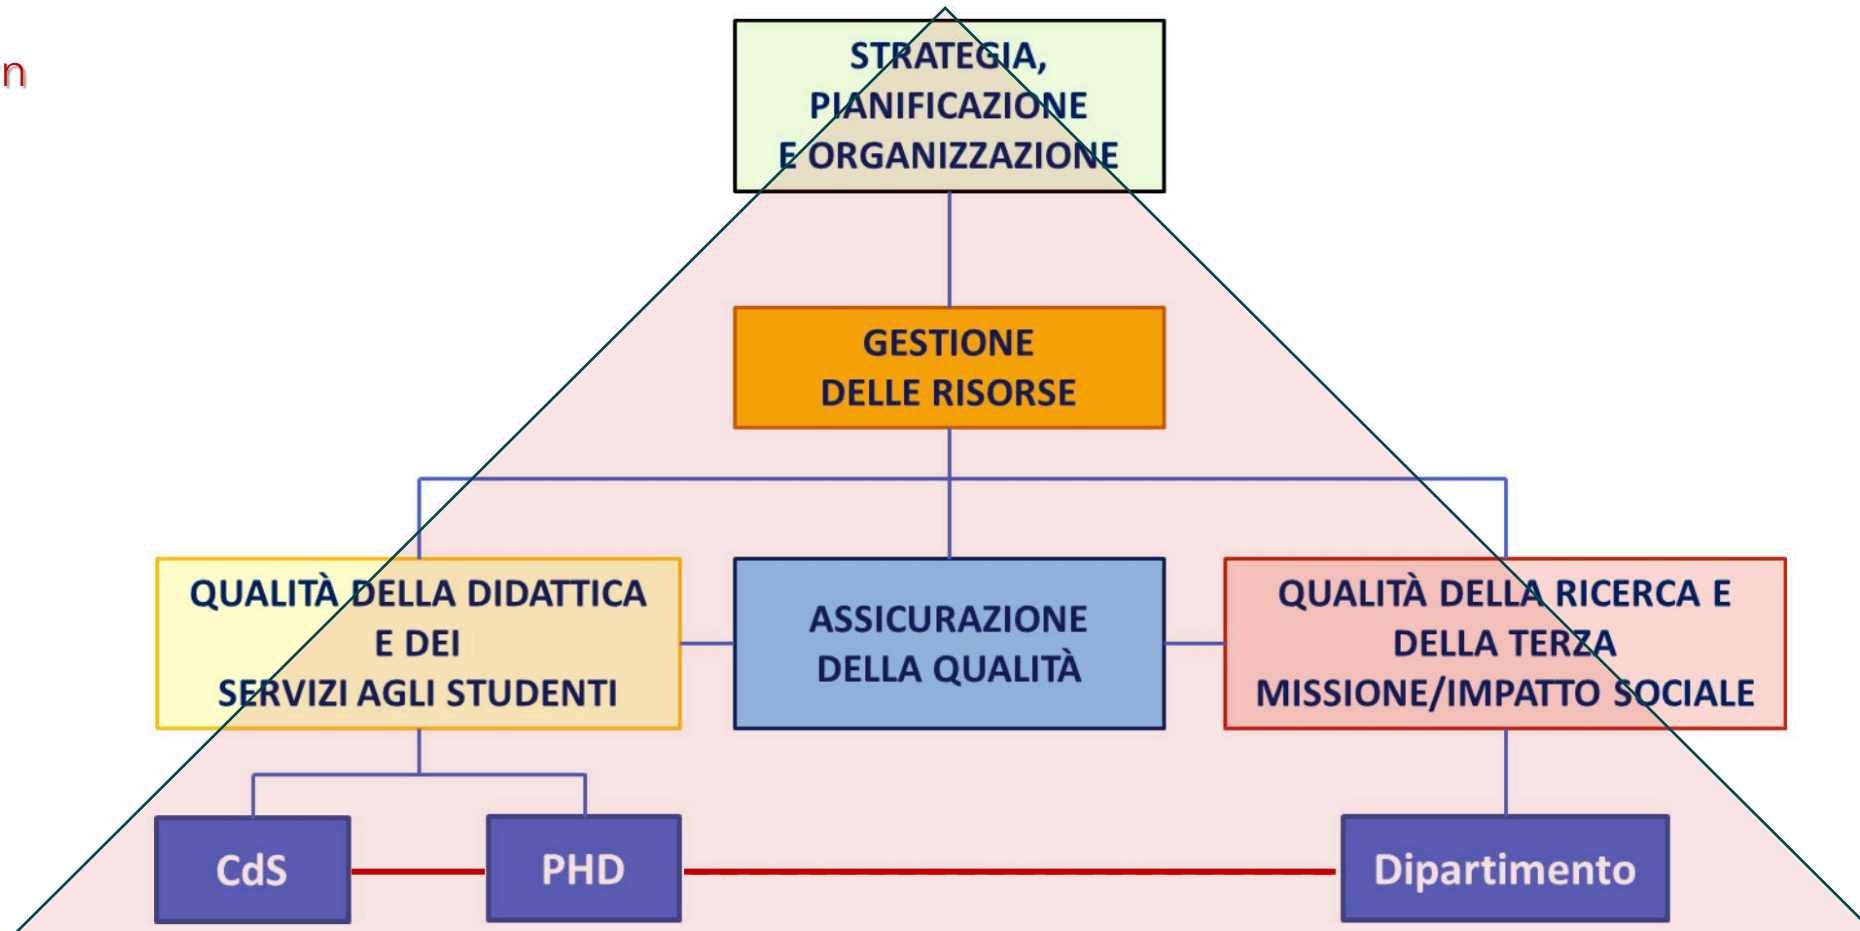 n
STRATEGIA,
PIANIFICAZIONE
E ORGANIZZAZIONE
GESTIONE
DELLE RISORSE
QUALITÀ DELLA DIDATTICA
E DEI
SERVIZI AGLI STUDENTI
ASSICURAZIONE
DELLA QUALITÀ
QUALITÀ DELLA RICERCA E
DELLA TERZA
MISSIONE/IMPATTO SOCIALE
CdS
PHD
Dipartimento